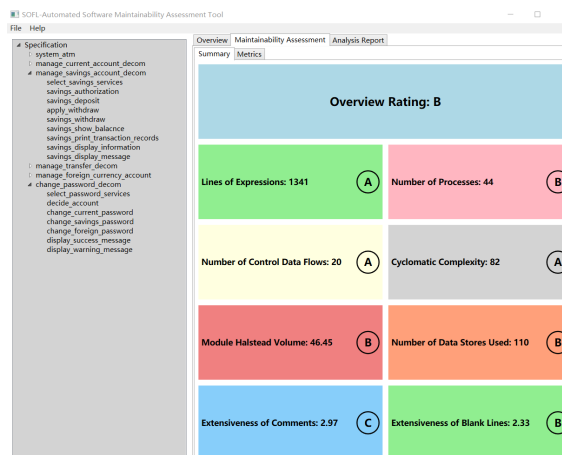 SOFL-Automated Software Maintainability Assessment Tool
File Help
Specification
system_atm
manage_current_account_decom
manage_savings_account_decom
select_savings_services
savings_authorization
savings_deposit
apply_withdraw
savings_withdraw
savings_show_balacnce
savings_print_transaction_records
savings_display_information
savings_display_message
manage_transfer_decom
manage_foreign_currency_account
change_password_decom
select_password_services
decide_account
change_current_password
change_savings_password
change_foreign_password
display_success_message
display_warning_message
Overview Maintainability Assessment Analysis Report
Summary Metrics
Overview Rating: B
Lines of Expressions: 1341 A
Number of Processes: 44 B
Number of Control Data Flows: 20 A
Cyclomatic Complexity: 82 A
Module Halstead Volume: 46.45 B
Number of Data Stores Used: 110 B
Extensiveness of Comments: 2.97 C
Extensiveness of Blank Lines: 2.33 B